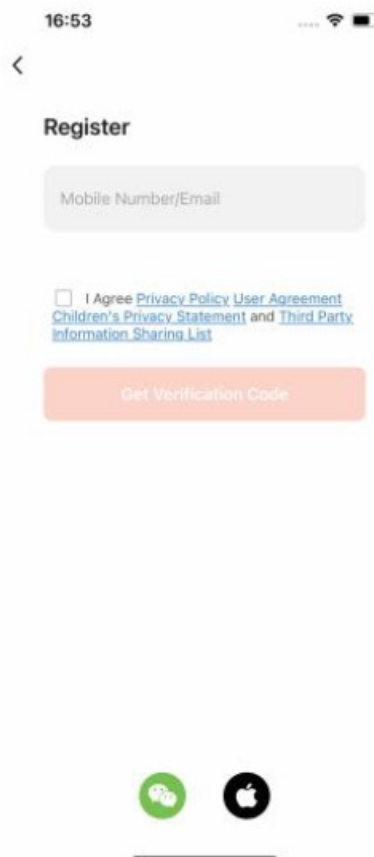 16:53
Register
Mobile Number/Email
I Agree Privacy Policy User Agreement
Children's Privacy Statement and Third Party
Information Sharing List
Get Verification Code